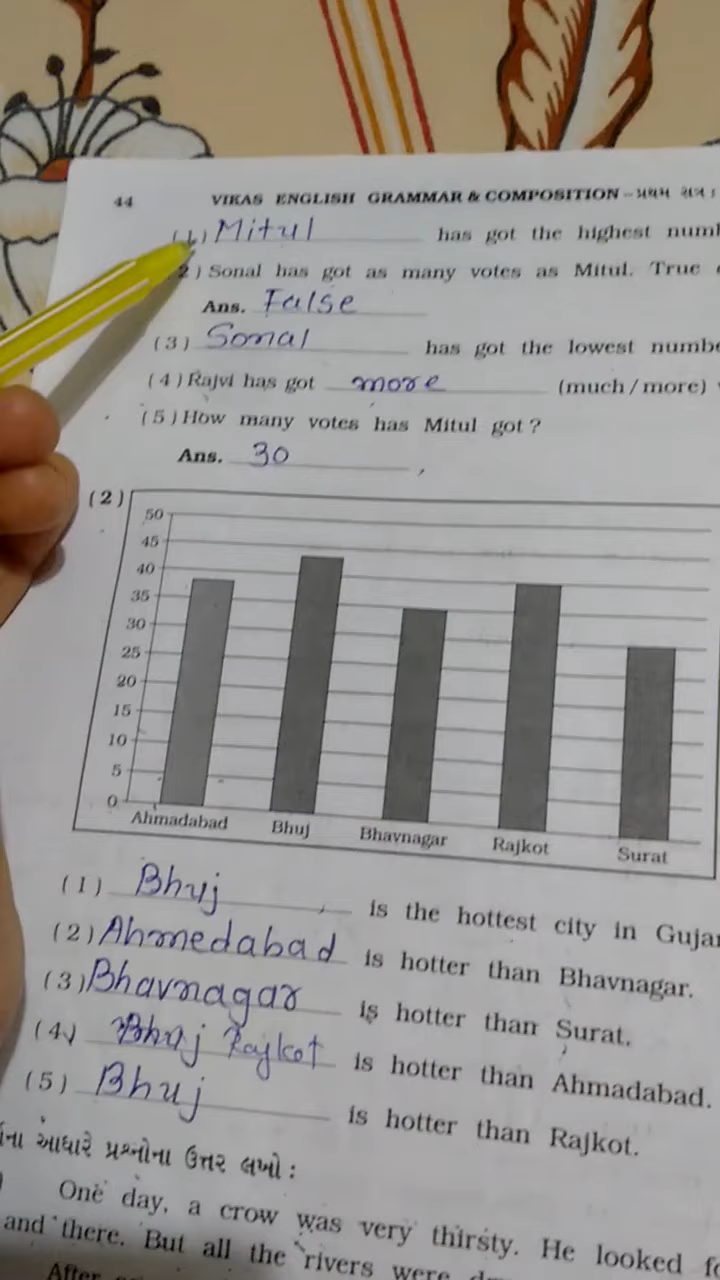 44 VIKAS ENGLISH GRAMMAR & COMPOSITION – પ્રથમ સત્ર
(1) Mitul has got the highest
(2) Sonal has got as many votes as Mitul. True
Ans. False
(3) Sonal has got the lowest
(4) Rajvi has got more (much/more)
(5) How many votes has Mitul got?
Ans. 30
(2)
50
45
40
35
30
25
20
15
10
5
0
Ahmadabad Bhuj Bhavnagar Rajkot Surat
(1) Bhuj is the hottest city in
(2) Ahmedabad is hotter than Bhavnagar.
(3) Bhavnagar is hotter than Surat.
(4) Bhuj Rajkot is hotter than Ahmadabad.
(5) Bhuj is hotter than Rajkot.
આધારે પ્રશ્નોના ઉત્તર લખો :
One day, a crow was very thirsty. He looked
and there. But all the rivers were
After